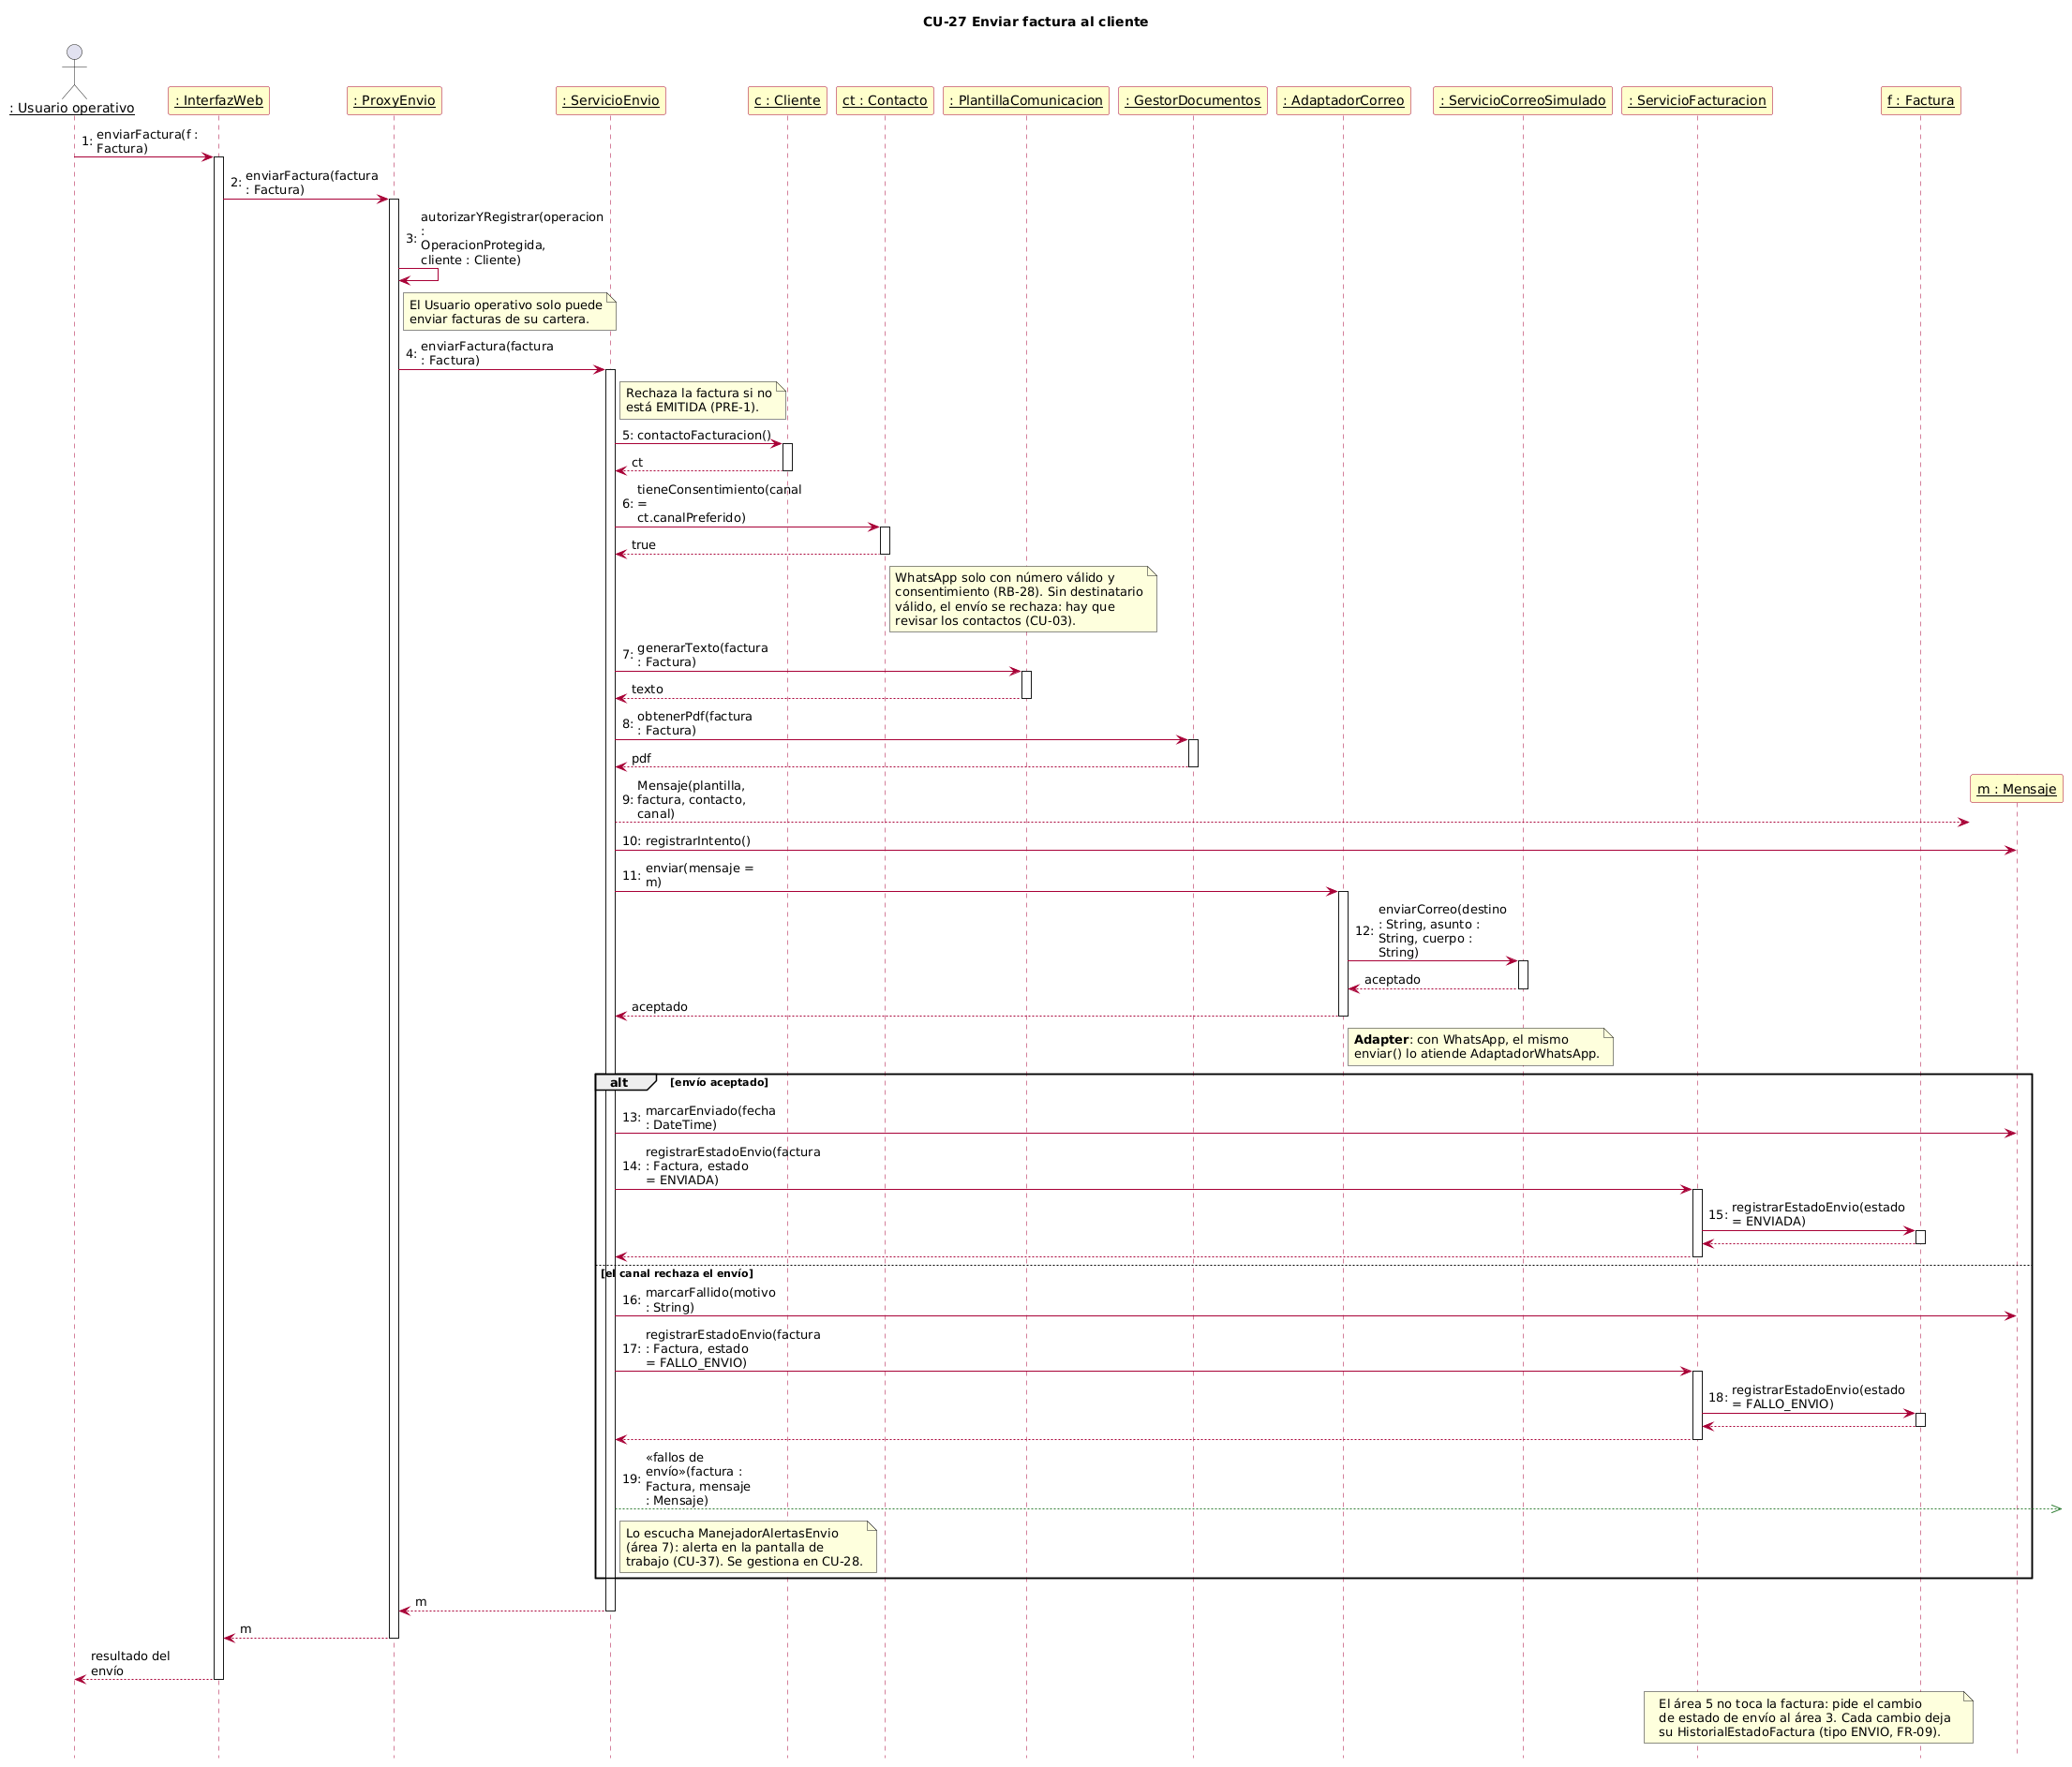 CU-27 Enviar factura al cliente
: Usuario operativo
: InterfazWeb
: ProxyEnvio
: ServicioEnvio
c : Cliente
ct : Contacto
: PlantillaComunicacion
: GestorDocumentos
: AdaptadorCorreo
: ServicioCorreoSimulado
: ServicioFacturacion
f : Factura
1: enviarFactura(f :
Factura)
2: enviarFactura(factura
: Factura)
3: autorizarYRegistrar(operacion
:
OperacionProtegida,
cliente : Cliente)
El Usuario operativo solo puede
enviar facturas de su cartera.
4: enviarFactura(factura
: Factura)
Rechaza la factura si no
está EMITIDA (PRE-1).
5: contactoFacturacion()
ct
6: tieneConsentimiento(canal
=
ct.canalPreferido)
true
WhatsApp solo con número válido y
consentimiento (RB-28). Sin destinatario
válido, el envío se rechaza: hay que
revisar los contactos (CU-03).
7: generarTexto(factura
: Factura)
texto
8: obtenerPdf(factura
: Factura)
pdf
9: Mensaje(plantilla,
factura, contacto,
canal)
m : Mensaje
10: registrarIntento()
11: enviar(mensaje =
m)
12: enviarCorreo(destino
: String, asunto :
String, cuerpo :
String)
aceptado
aceptado
Adapter: con WhatsApp, el mismo
enviar() lo atiende AdaptadorWhatsApp.
alt [envío aceptado]
13: marcarEnviado(fecha
: DateTime)
14: registrarEstadoEnvio(factura
: Factura, estado
= ENVIADA)
15: registrarEstadoEnvio(estado
= ENVIADA)
[el canal rechaza el envío]
16: marcarFallido(motivo
: String)
17: registrarEstadoEnvio(factura
: Factura, estado
= FALLO_ENVIO)
18: registrarEstadoEnvio(estado
= FALLO_ENVIO)
19: «fallos de
envío»(factura :
Factura, mensaje
: Mensaje)
Lo escucha ManejadorAlertasEnvio
(área 7): alerta en la pantalla de
trabajo (CU-37). Se gestiona en CU-28.
m
m
resultado del
envío
El área 5 no toca la factura: pide el cambio
de estado de envío al área 3. Cada cambio deja
su HistorialEstadoFactura (tipo ENVIO, FR-09).